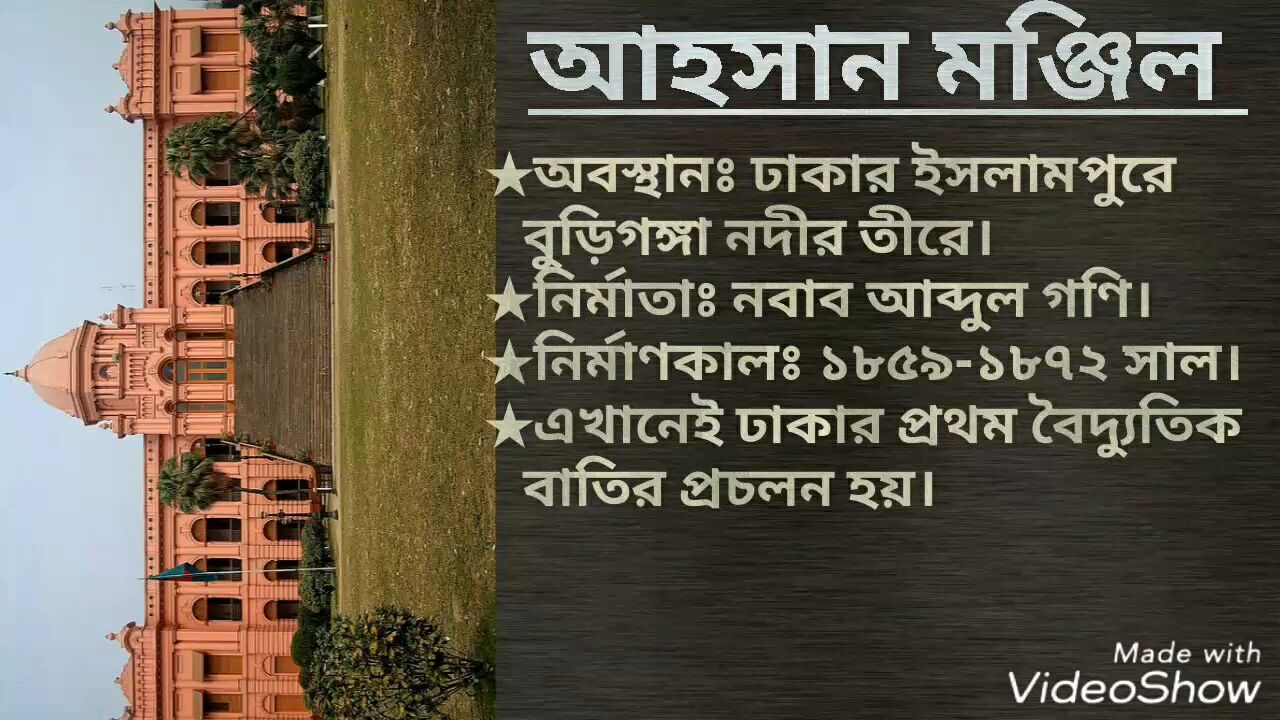 আহসান মঞ্জিল
★অবস্থানঃ ঢাকার ইসলামপুরে
বুড়িগঙ্গা নদীর তীরে।
★নির্মাতাঃ নবাব আব্দুল গণি।
★নির্মাণকালঃ ১৮৫৯-১৮৭২ সাল।
★এখানেই ঢাকার প্রথম বৈদ্যুতিক
বাতির প্রচলন হয়।
Made with
VideoShow